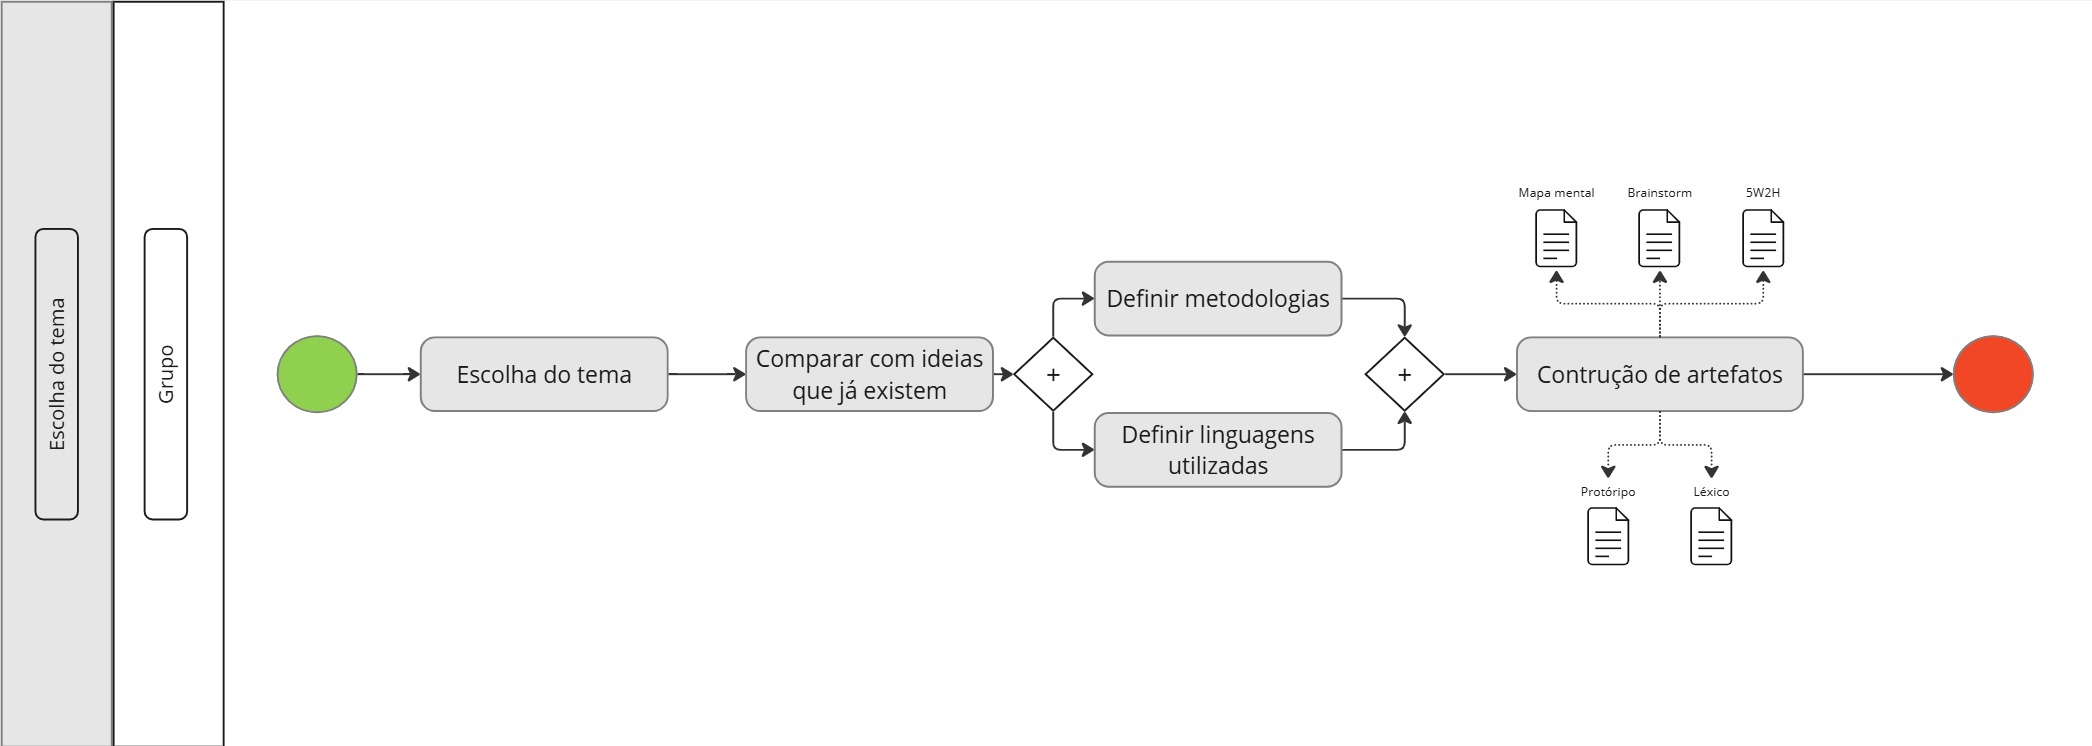 Escolha do tema
Grupo
Escolha do tema
Comparar com ideias
que já existem
+
Definir metodologias
Definir linguagens
utilizadas
+
Contrução de artefatos
Mapa mental
Brainstorm
5W2H
Protóripo
Léxico